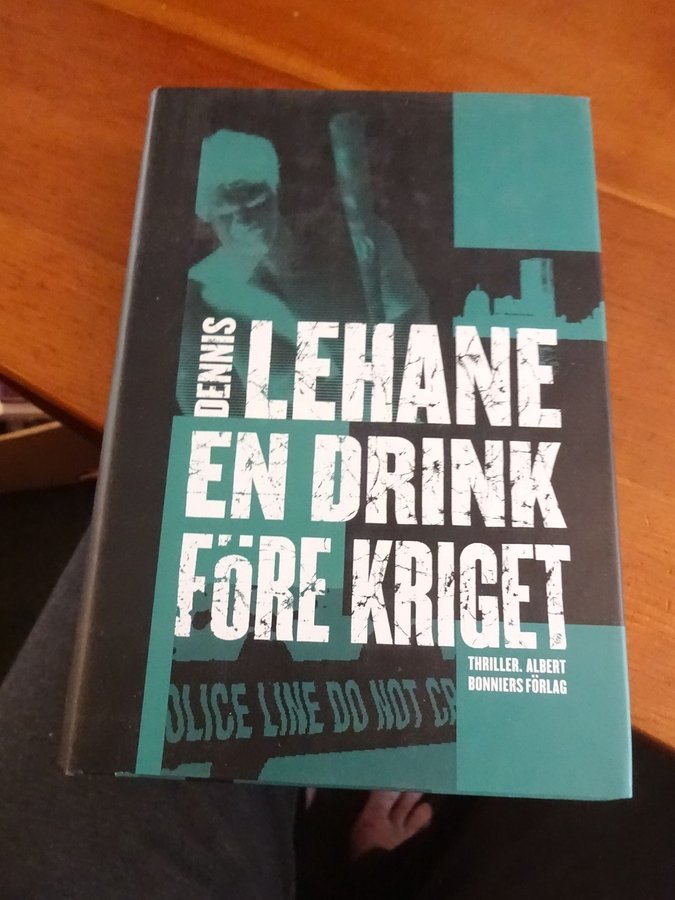 DENNIS
LEHANE
EN DRINK
FÖRE KRIGET
THRILLER. ALBERT
BONNIERS FÖRLAG
OLICE LINE DO NOT CR